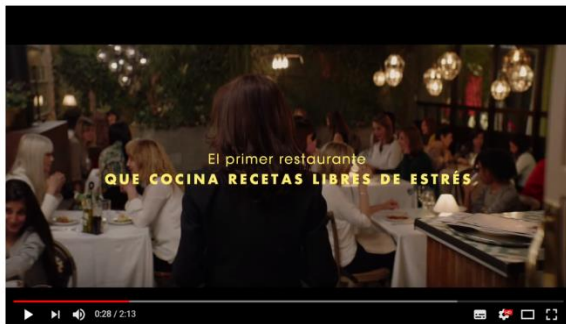 El primer restaurante
QUE COCINA RECETAS LIBRES DE ESTRÉS
0:28 / 2:13